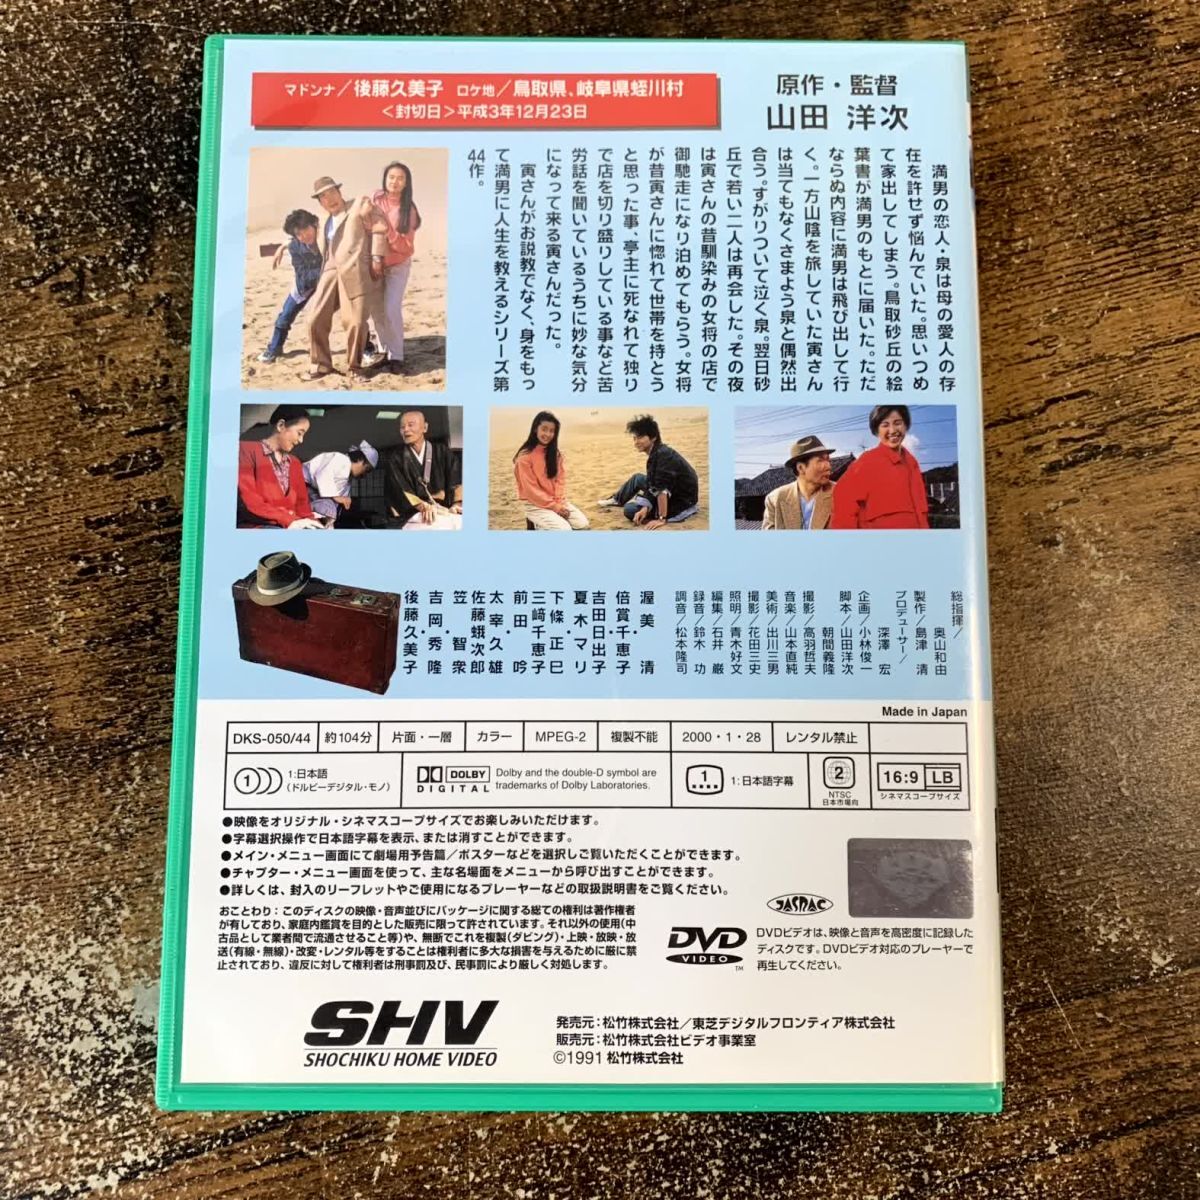 マドンナ/後藤久美子 ロケ地/鳥取県、岐阜県蛭川村
<封切日>平成3年12月23日
原作・監督
山田 洋次
満男の恋人・泉は母の愛人の存
在を許せず悩んでいた。思いつめ
て家出してしまう。鳥取砂丘の絵
葉書が満男のもとに届いた。ただ
ならぬ内容に満男は飛び出して行
く。一方山陰を旅していた寅さん
は当てもなくさまよう泉と偶然出
合う。すがりついて泣く泉。翌日砂
丘で若い二人は再会した。その夜
は寅さんの昔馴染みの女将の店で
御馳走になり泊めてもらう。女将
が昔寅さんに惚れて世帯を持とう
と思った事、亭主に死なれて独り
で店を切り盛りしている事など苦
労話を聞いているうちに妙な気分
になって来る寅さんだった。
寅さんがお説教でなく、身をもっ
て満男に人生を教えるシリーズ第
44作。
総指揮/奥山和由
製作/島津 清
プロデューサー/深澤 宏
企画/小林俊一
脚本/山田洋次
朝間義隆
撮影/高羽哲夫
音楽/山本直純
美術/出川三男
撮影/花田三史
照明/青木好文
編集/石井 巌
録音/鈴木 功
調音/松本隆司
渥美 清
倍賞千恵子
吉田日出子
夏木マリ
下條正巳
三﨑千恵子
前田 吟
太宰久雄
佐藤蛾次郎
笠 智衆
吉岡秀隆
後藤久美子
Made in Japan
DKS-050/44 約104分 片面・一層 カラー MPEG-2 複製不能 2000・1・28 レンタル禁止
1 1:日本語
(ドルビーデジタル・モノ)
DOLBY
DIGITAL
Dolby and the double-D symbol are
trademarks of Dolby Laboratories.
1 1:日本語字幕
2
NTSC
日本市場向
16:9 LB
シネマスコープサイズ
●映像をオリジナル・シネマスコープサイズでお楽しみいただけます。
●字幕選択操作で日本語字幕を表示、または消すことができます。
●メイン・メニュー画面にて劇場用予告篇/ポスターなどを選択しご覧いただくことができます。
●チャプター・メニュー画面を使って、主な名場面をメニューから呼び出すことができます。
●詳しくは、封入のリーフレットやご使用になるプレーヤーなどの取扱説明書をご覧ください。
おことわり:このディスクの映像・音声並びにパッケージに関する総ての権利は著作権者
が有しており、家庭内鑑賞を目的とした販売に限って許されています。それ以外の使用(中
古品として業者間で流通させること等)や、無断でこれを複製(ダビング)・上映・放映・放
送(有線・無線)・改変・レンタル等をすることは権利者に多大な損害を与えるために厳に禁
止されており、違反に対して権利者は刑事罰及び、民事罰により厳しく対処します。
JASRAC
DVD
VIDEO
TM
DVDビデオは、映像と音声を高密度に記録した
ディスクです。DVDビデオ対応のプレーヤーで
再生してください。
SHV
SHOCHIKU HOME VIDEO
発売元:松竹株式会社/東芝デジタルフロンティア株式会社
販売元:松竹株式会社ビデオ事業室
©1991 松竹株式会社